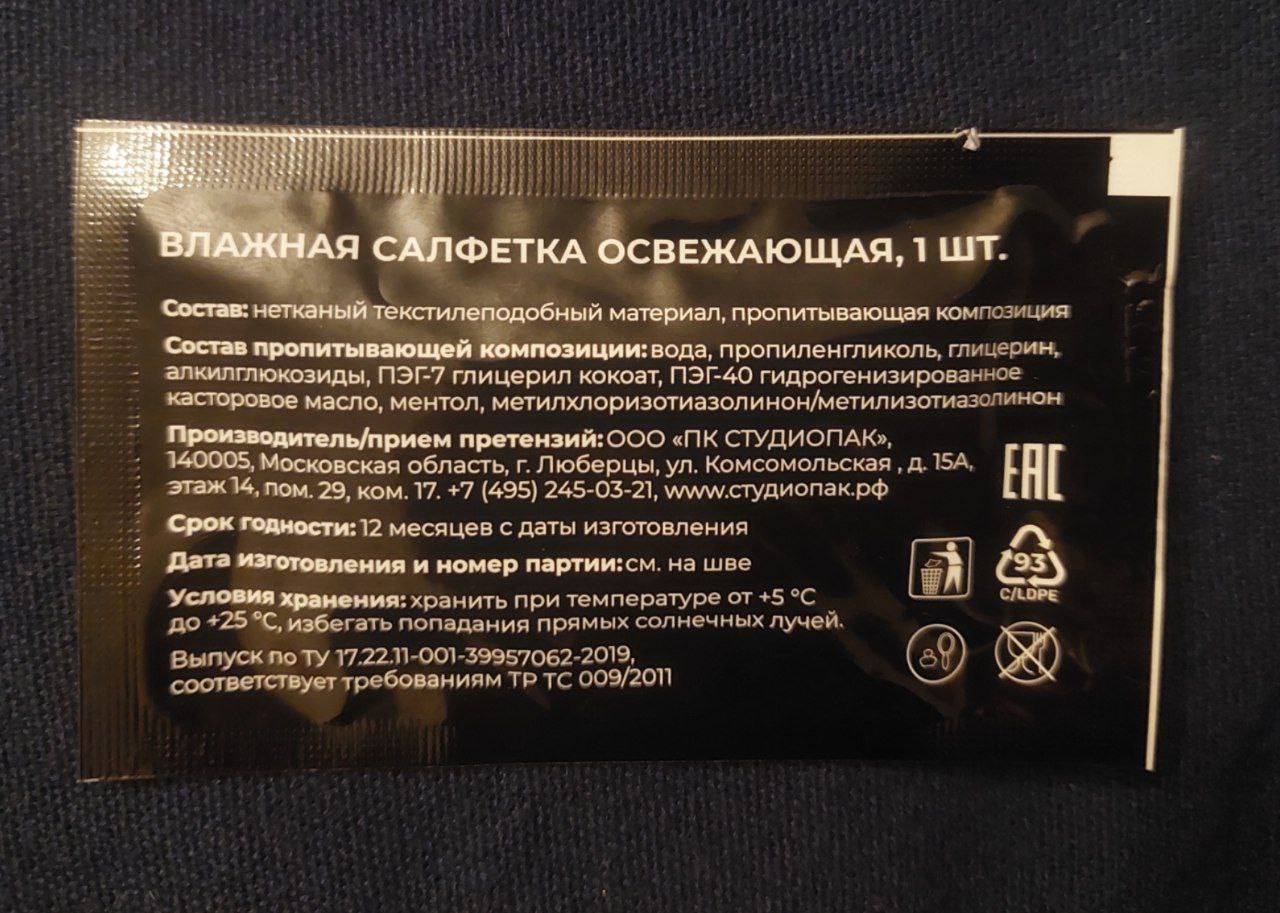 ВЛАЖНАЯ САЛФЕТКА ОСВЕЖАЮЩАЯ, 1 ШТ.
Состав: нетканый текстилеподобный материал, пропитывающая композиция
Состав пропитывающей композиции: вода, пропиленгликоль, глицерин,
алкилглюкозиды, ПЭГ-7 глицерил кокоат, ПЭГ-40 гидрогенизированное
касторовое масло, ментол, метилхлоризотиазолинон/метилизотиазолинон
Производитель/прием претензий: ООО «ПК СТУДИОПАК»,
140005, Московская область, г. Люберцы, ул. Комсомольская , д. 15А,
этаж 14, пом. 29, ком. 17. +7 (495) 245-03-21, www.студиопак.рф
EAC
Срок годности: 12 месяцев с даты изготовления
Дата изготовления и номер партии: см. на шве
93
C/LDPE
Условия хранения: хранить при температуре от +5 °C
до +25 °C, избегать попадания прямых солнечных лучей.
Выпуск по ТУ 17.22.11-001-39957062-2019,
соответствует требованиям ТР ТС 009/2011